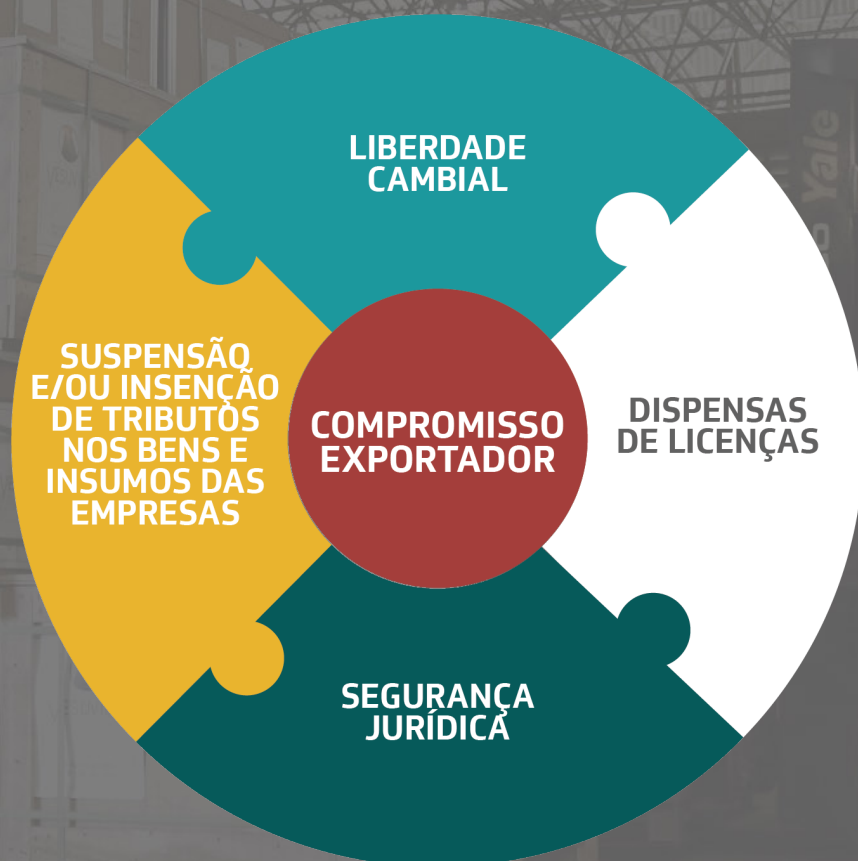 LIBERDADE
CAMBIAL
Yale
SUSPENSÃO
E/OU INSENÇÃO
DE TRIBUTOS
NOS BENS E
INSUMOS DAS
EMPRESAS
COMPROMISSO
EXPORTADOR
DISPENSAS
DE LICENÇAS
SEGURANÇA
JURÍDICA